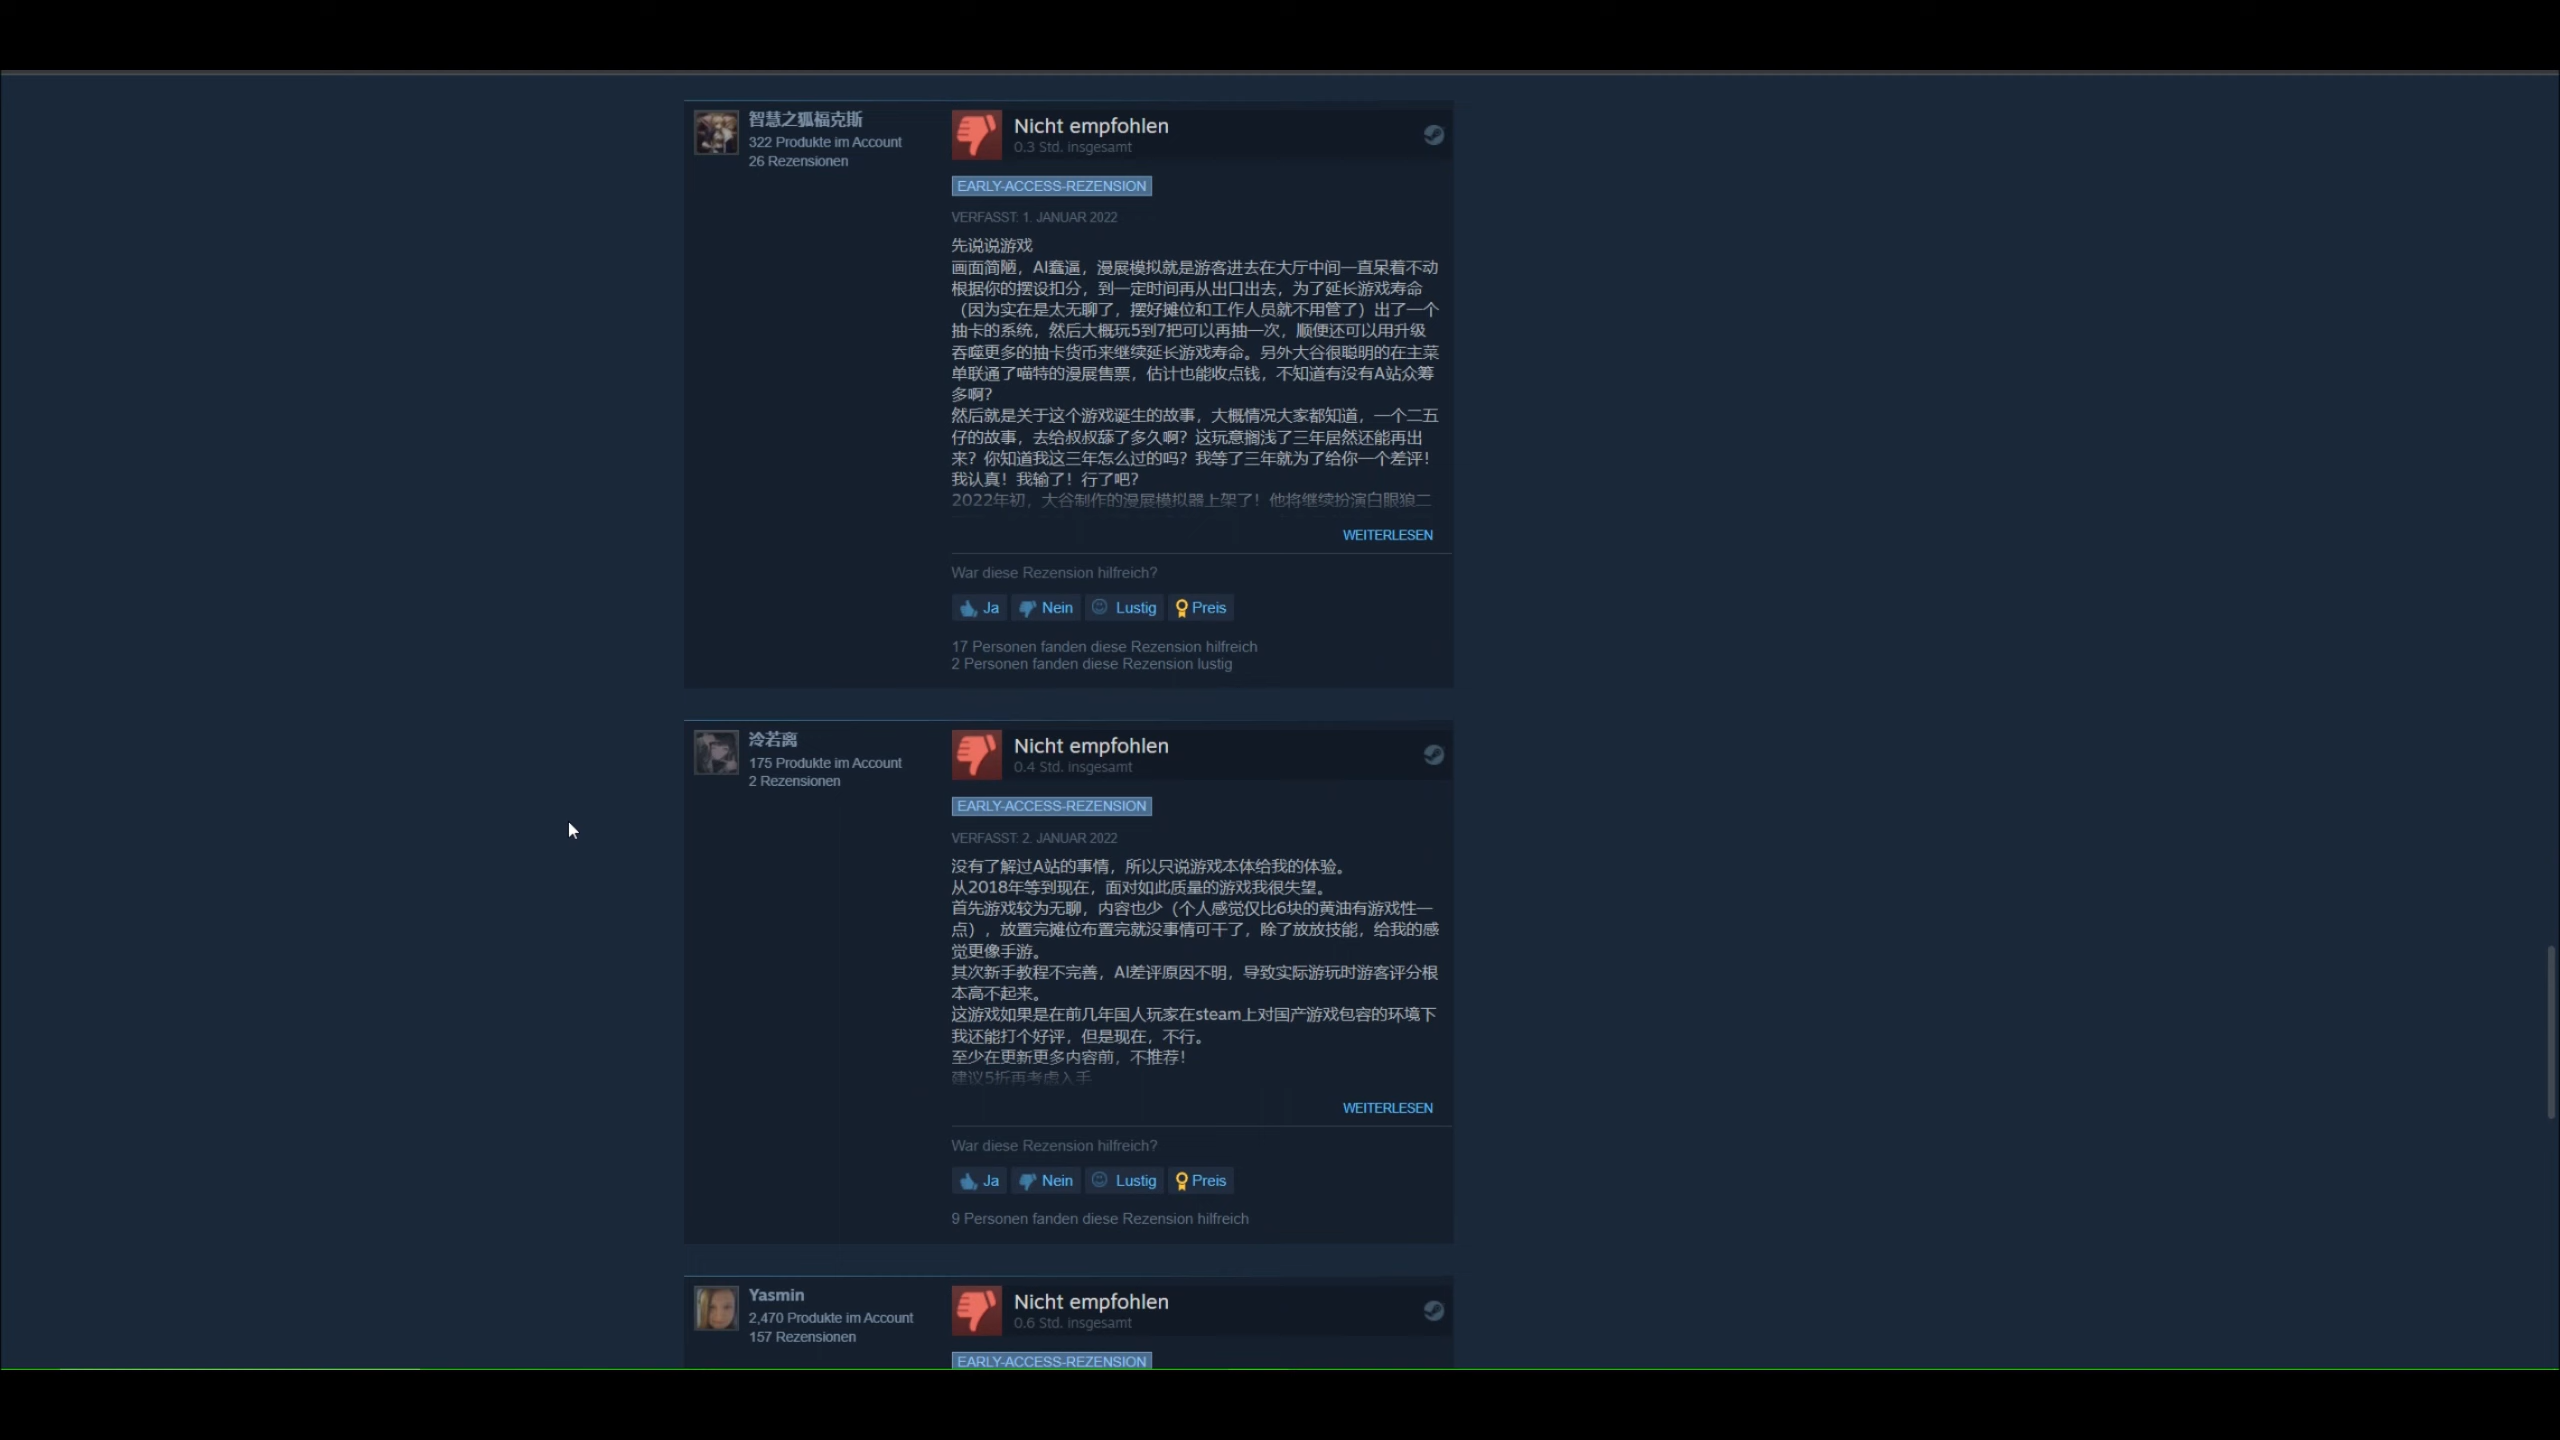 智慧之狐福克斯
322 Produkte im Account
26 Rezensionen
Nicht empfohlen
0.3 Std. insgesamt
EARLY-ACCESS-REZENSION
VERFASST: 1. JANUAR 2022
先说说游戏
画面简陋，AI蠢逼，漫展模拟就是游客进去在大厅中间一直呆着不动
根据你的摆设扣分，到一定时间再从出口出去，为了延长游戏寿命
（因为实在是太无聊了，摆好摊位和工作人员就不用管了）出了一个
抽卡的系统，然后大概玩5到7把可以再抽一次，顺便还可以用升级
吞噬更多的抽卡货币来继续延长游戏寿命。另外大谷很聪明的在主菜
单联通了喵特的漫展售票，估计也能收点钱，不知道有没有A站众筹
多啊？
然后就是关于这个游戏诞生的故事，大概情况大家都知道，一个二五
仔的故事，去给叔叔舔了多久啊？这玩意搁浅了三年居然还能再出
来？你知道我这三年怎么过的吗？我等了三年就为了给你一个差评！
我认真！我输了！行了吧？
2022年初，大谷制作的漫展模拟器上架了！他将继续扮演白眼狼二
WEITERLESEN
War diese Rezension hilfreich?
Ja Nein Lustig Preis
17 Personen fanden diese Rezension hilfreich
2 Personen fanden diese Rezension lustig
泠若离
175 Produkte im Account
2 Rezensionen
Nicht empfohlen
0.4 Std. insgesamt
EARLY-ACCESS-REZENSION
VERFASST: 2. JANUAR 2022
没有了解过A站的事情，所以只说游戏本体给我的体验。
从2018年等到现在，面对如此质量的游戏我很失望。
首先游戏较为无聊，内容也少（个人感觉仅比6块的黄油有游戏性一
点），放置完摊位布置完就没事情可干了，除了放放技能，给我的感
觉更像手游。
其次新手教程不完善，AI差评原因不明，导致实际游玩时游客评分根
本高不起来。
这游戏如果是在前几年国人玩家在steam上对国产游戏包容的环境下
我还能打个好评，但是现在，不行。
至少在更新更多内容前，不推荐！
建议5折再考虑入手
WEITERLESEN
War diese Rezension hilfreich?
Ja Nein Lustig Preis
9 Personen fanden diese Rezension hilfreich
Yasmin
2,470 Produkte im Account
157 Rezensionen
Nicht empfohlen
0.6 Std. insgesamt
EARLY-ACCESS-REZENSION